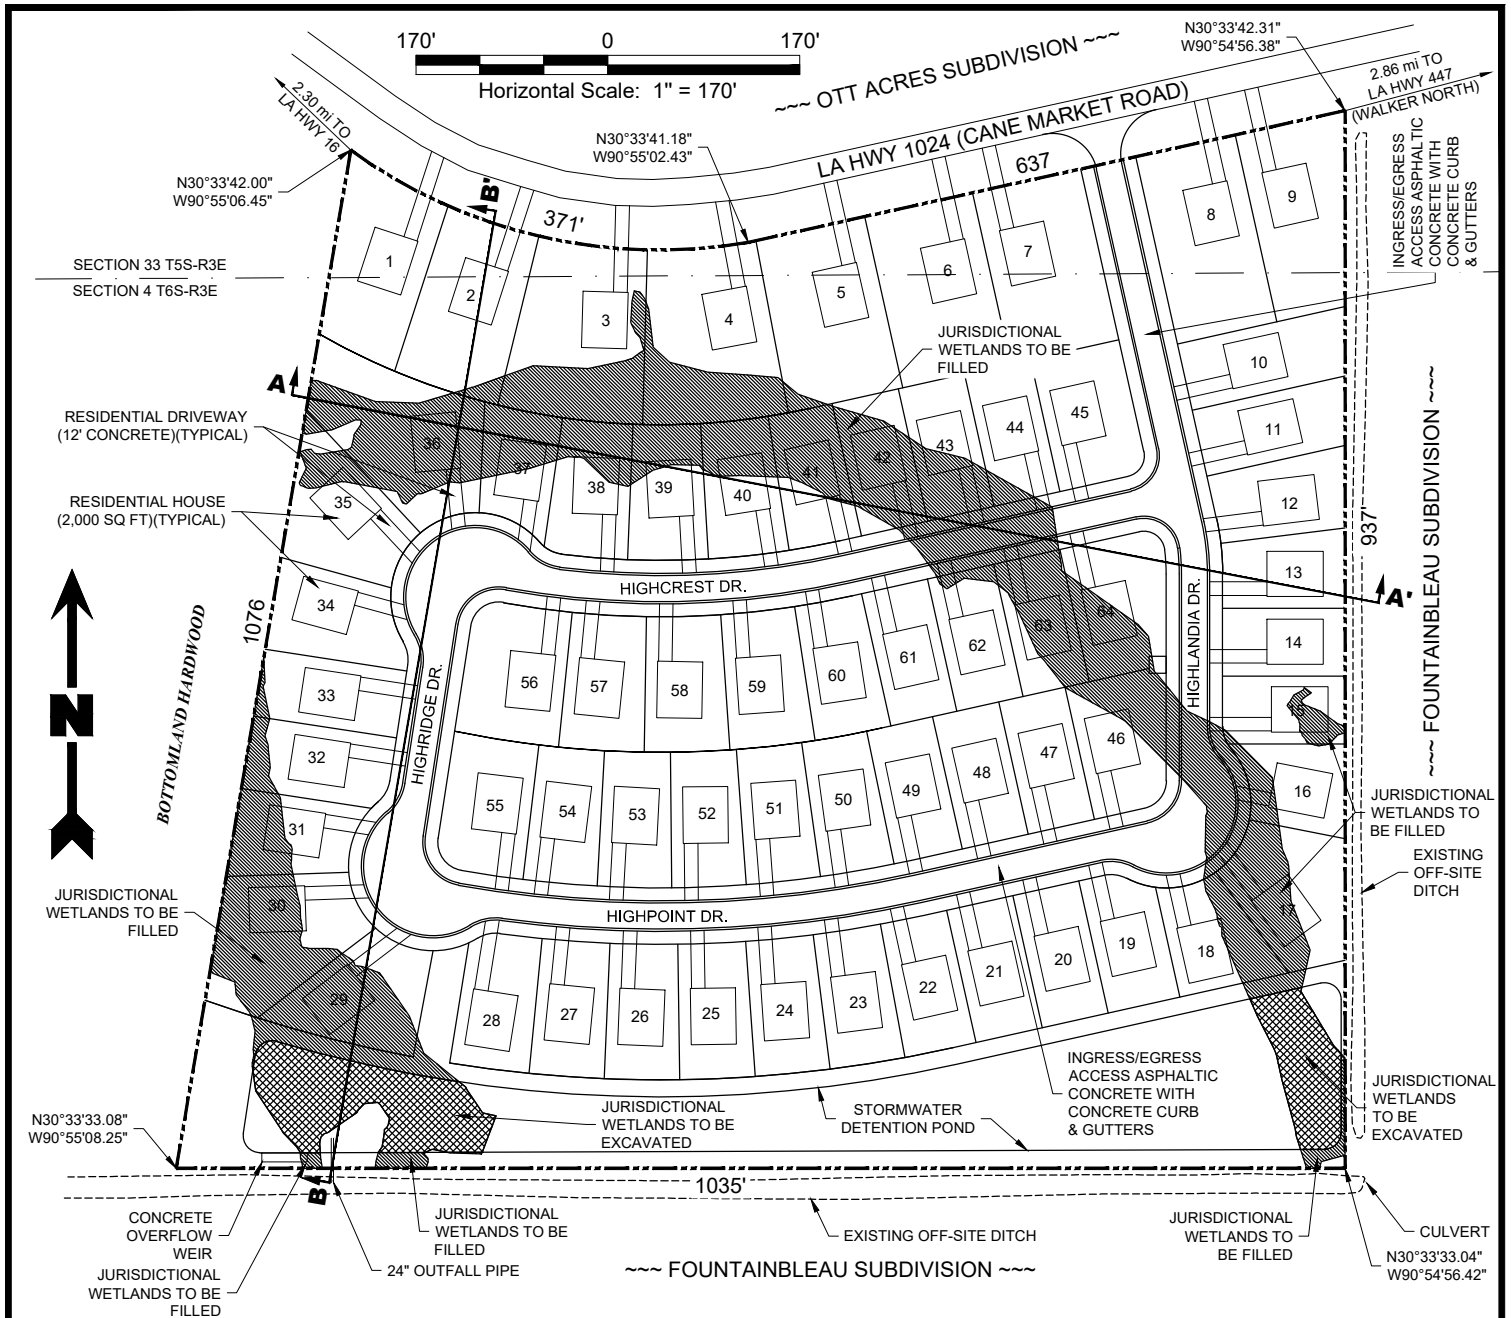 170' 0 170'
Horizontal Scale: 1" = 170'
~~~ OTT ACRES SUBDIVISION ~~~
N30°33'42.31"
W90°54'56.38"
2.86 mi TO
LA HWY 447
(WALKER NORTH)
2.30 mi TO
LA HWY 16
N30°33'41.18"
W90°55'02.43"
LA HWY 1024 (CANE MARKET ROAD)
637
N30°33'42.00"
W90°55'06.45"
B'
371'
INGRESS/EGRESS
ACCESS ASPHALTIC
CONCRETE WITH
CONCRETE CURB
& GUTTERS
SECTION 33 T5S-R3E
SECTION 4 T6S-R3E
1
2
3
4
5
6
7
8
9
JURISDICTIONAL
WETLANDS TO BE
FILLED
10
11
12
13
14
15
16
17
A
RESIDENTIAL DRIVEWAY
(12' CONCRETE)(TYPICAL)
RESIDENTIAL HOUSE
(2,000 SQ FT)(TYPICAL)
36
37
38
39
40
41
42
43
44
45
35
34
33
32
31
30
29
937'
~~~ FOUNTAINBLEAU SUBDIVISION ~~~
A'
HIGHCREST DR.
HIGHLANDIA DR.
HIGHRIDGE DR.
1076
BOTTOMLAND HARDWOOD
N
56
57
58
59
60
61
62
63
64
55
54
53
52
51
50
49
48
47
46
JURISDICTIONAL
WETLANDS TO
BE FILLED
EXISTING
OFF-SITE
DITCH
JURISDICTIONAL
WETLANDS TO BE
FILLED
HIGHPOINT DR.
28
27
26
25
24
23
22
21
20
19
18
INGRESS/EGRESS
ACCESS ASPHALTIC
CONCRETE WITH
CONCRETE CURB
& GUTTERS
JURISDICTIONAL
WETLANDS
TO BE
EXCAVATED
N30°33'33.08"
W90°55'08.25"
JURISDICTIONAL
WETLANDS TO BE
EXCAVATED
STORMWATER
DETENTION POND
B
1035'
CONCRETE
OVERFLOW
WEIR
JURISDICTIONAL
WETLANDS TO BE
FILLED
24" OUTFALL PIPE
JURISDICTIONAL
WETLANDS TO BE
FILLED
EXISTING OFF-SITE DITCH
~~~ FOUNTAINBLEAU SUBDIVISION ~~~
JURISDICTIONAL
WETLANDS TO
BE FILLED
CULVERT
N30°33'33.04"
W90°54'56.42"